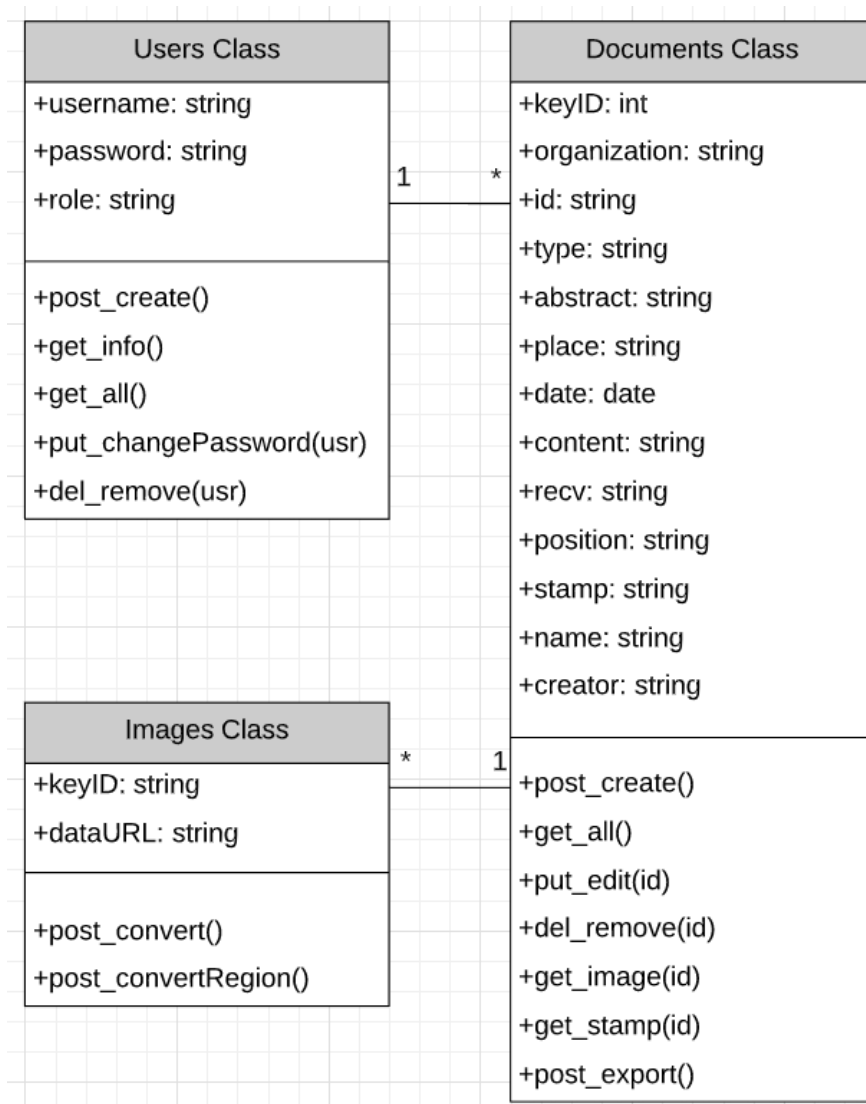 Users Class
+username: string
+password: string
+role: string
+post_create()
+get_info()
+get_all()
+put_changePassword(usr)
+del_remove(usr)
1
*
Documents Class
+keyID: int
+organization: string
+id: string
+type: string
+abstract: string
+place: string
+date: date
+content: string
+recv: string
+position: string
+stamp: string
+name: string
+creator: string
+post_create()
+get_all()
+put_edit(id)
+del_remove(id)
+get_image(id)
+get_stamp(id)
+post_export()
Images Class
+keyID: string
+dataURL: string
+post_convert()
+post_convertRegion()
*
1